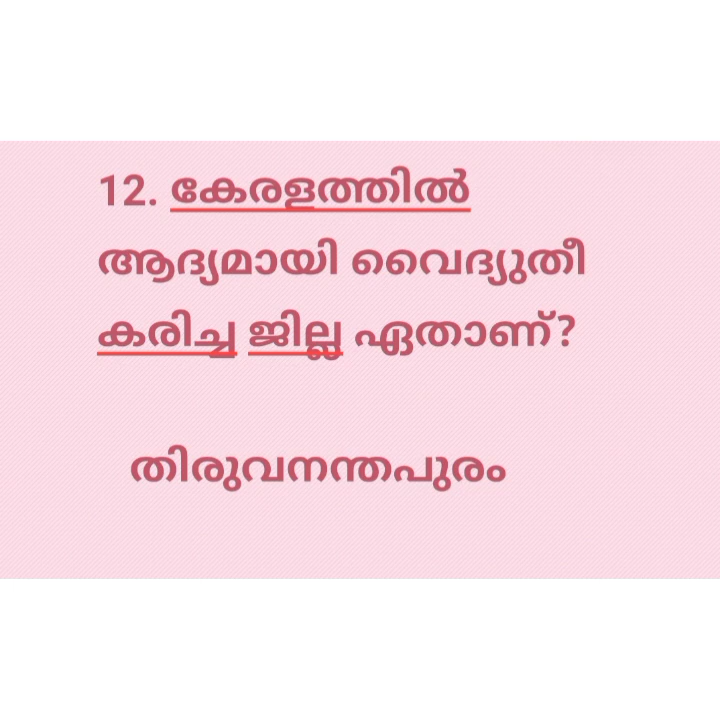 12. കേരളത്തിൽ
ആദ്യമായി വൈദ്യുതീ
കരിച്ച ജില്ല ഏതാണ്?
തിരുവനന്തപുരം